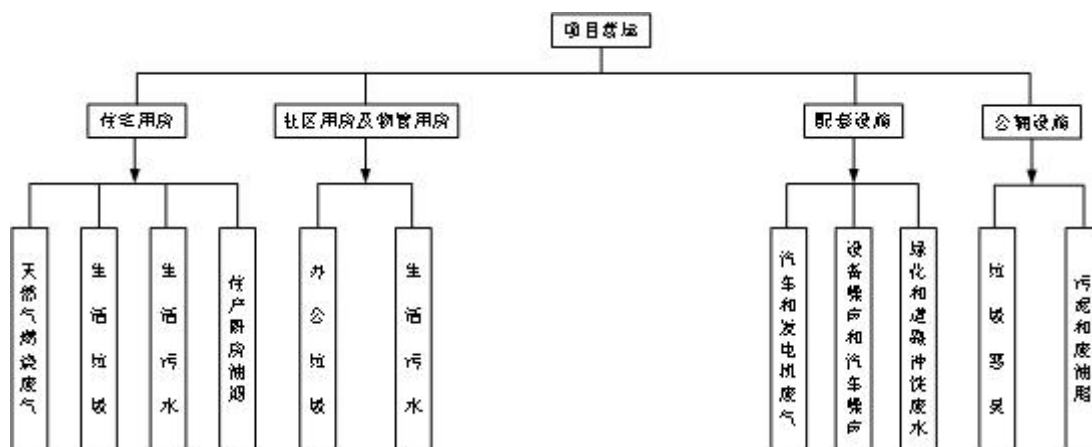 项目营运
住宅用房
社区用房及物管用房
配套设施
公辅设施
天然气燃烧废气
生活垃圾
生活污水
住户厨房油烟
办公垃圾
生活污水
汽车和发电机废气
设备噪声和汽车噪声
绿化和道路冲洗废水
垃圾恶臭
污泥和废油脂